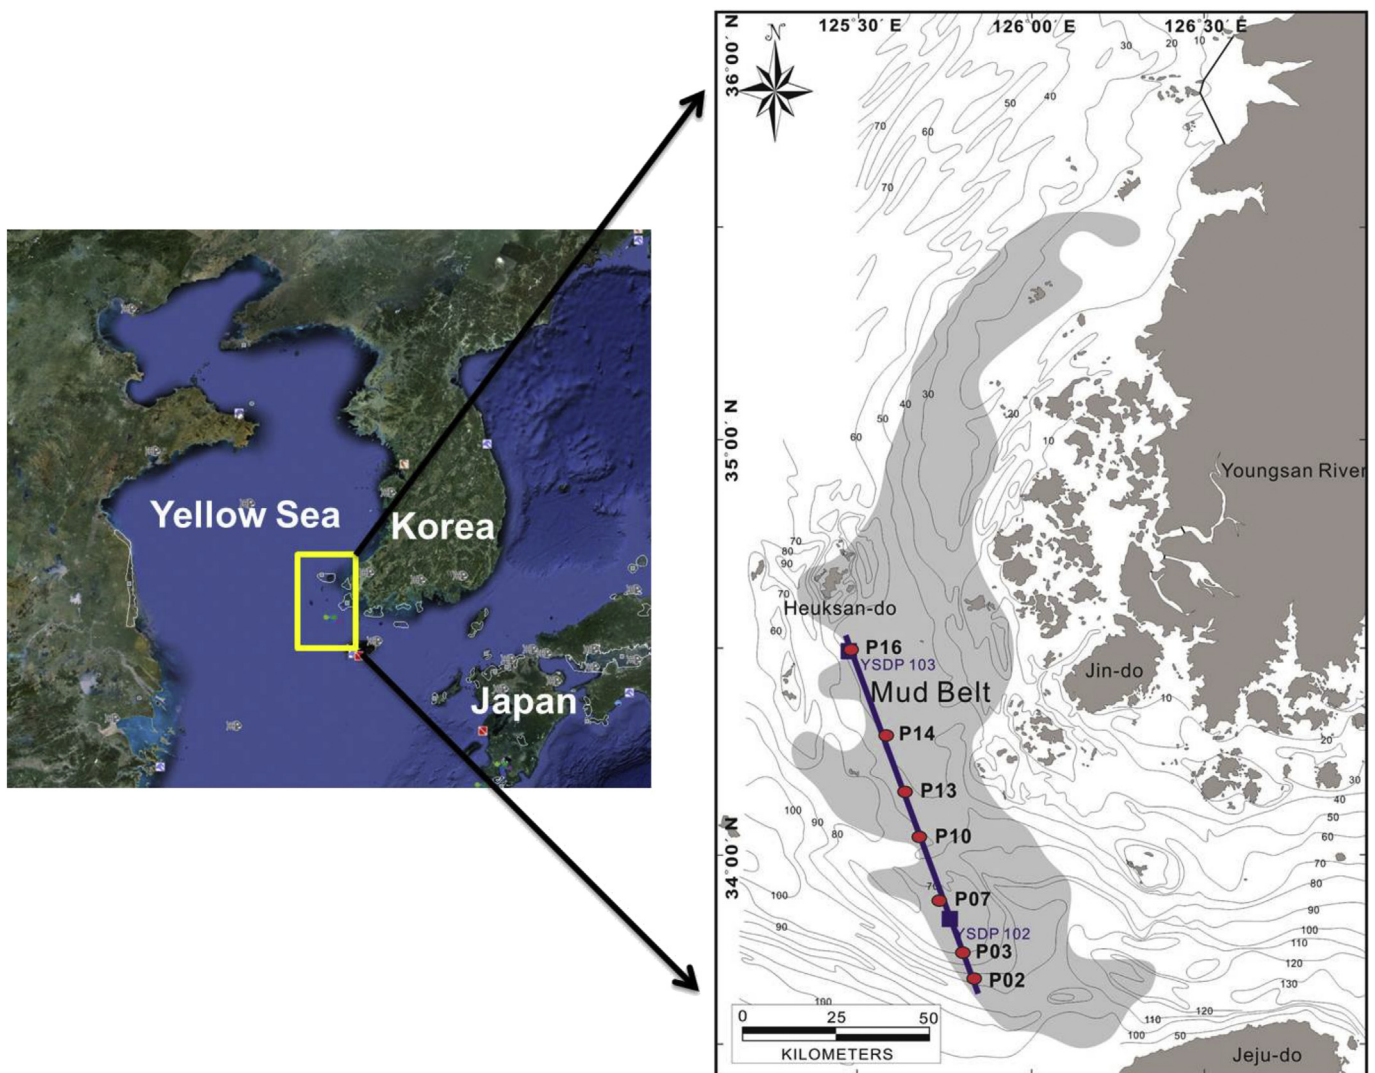 Yellow Sea
Korea
Japan
N
125°30' E
126°00' E
126°30' E
36°00' N
35°00' N
34°00' N
30
20
10
50
40
70
60
70
30
40
50
60
20
10
Youngsan River
70
80
90
70
60
Heuksan-do
P16
YSDP 103
Mud Belt
Jin-do
10
P14
20
P13
30
40
50
60
100
90
80
P10
70
80
70
P07
100
90
90
100
YSDP 102
110
P03
120
P02
130
100
120
110
100
50
0
25
50
KILOMETERS
Jeju-do